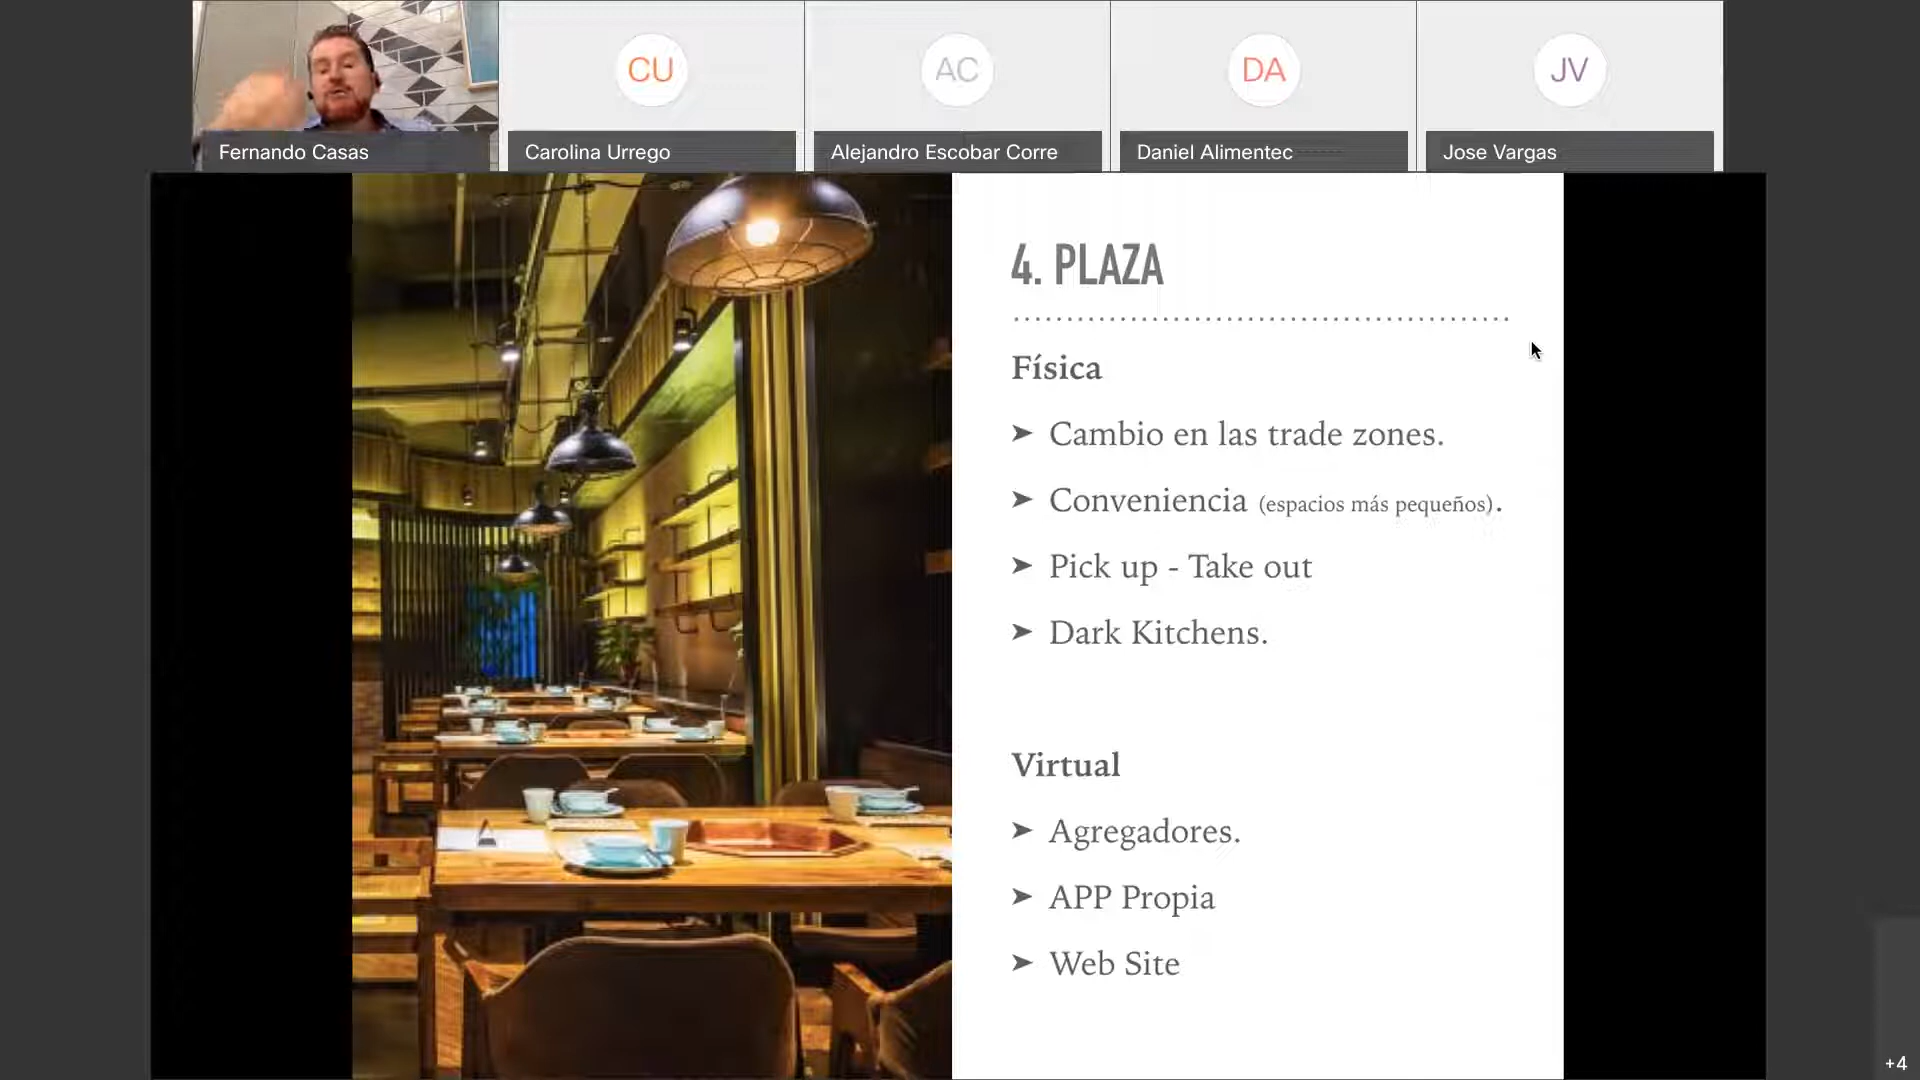 CU
AC
DA
JV
Fernando Casas
Carolina Urrego
Alejandro Escobar Corre
Daniel Alimentec
Jose Vargas
4. PLAZA
Física
➤ Cambio en las trade zones.
➤ Conveniencia (espacios más pequeños).
➤ Pick up - Take out
➤ Dark Kitchens.
Virtual
➤ Agregadores.
➤ APP Propia
➤ Web Site
+4